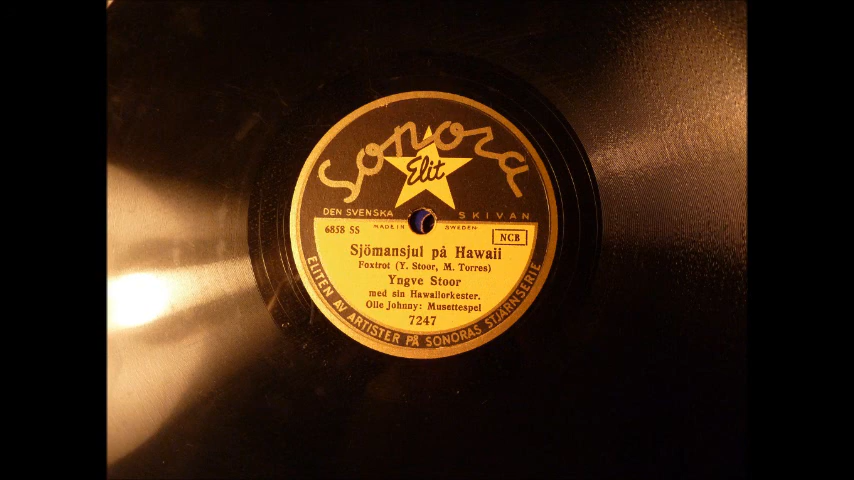 Sonora
Elit
DEN SVENSKA SKIVAN
6858 SS MADE IN SWEDEN NCB
Sjömansjul på Hawaii
Foxtrot (Y. Stoor, M. Torres)
Yngve Stoor
med sin Hawaiiorkester.
Olle Johnny: Musettespel
7247
ELITEN AV ARTISTER PÅ SONORAS STJÄRNSERIE